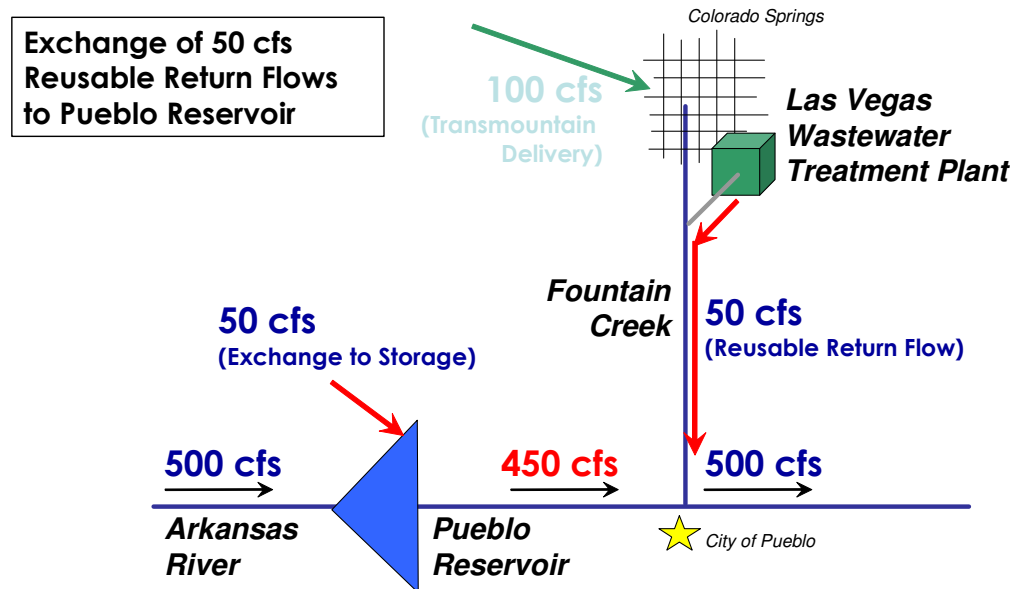 Exchange of 50 cfs
Reusable Return Flows
to Pueblo Reservoir
Colorado Springs
100 cfs
(Transmountain
Delivery)
Las Vegas
Wastewater
Treatment Plant
Fountain
Creek
50 cfs
(Reusable Return Flow)
50 cfs
(Exchange to Storage)
500 cfs
450 cfs
500 cfs
Arkansas
River
Pueblo
Reservoir
City of Pueblo